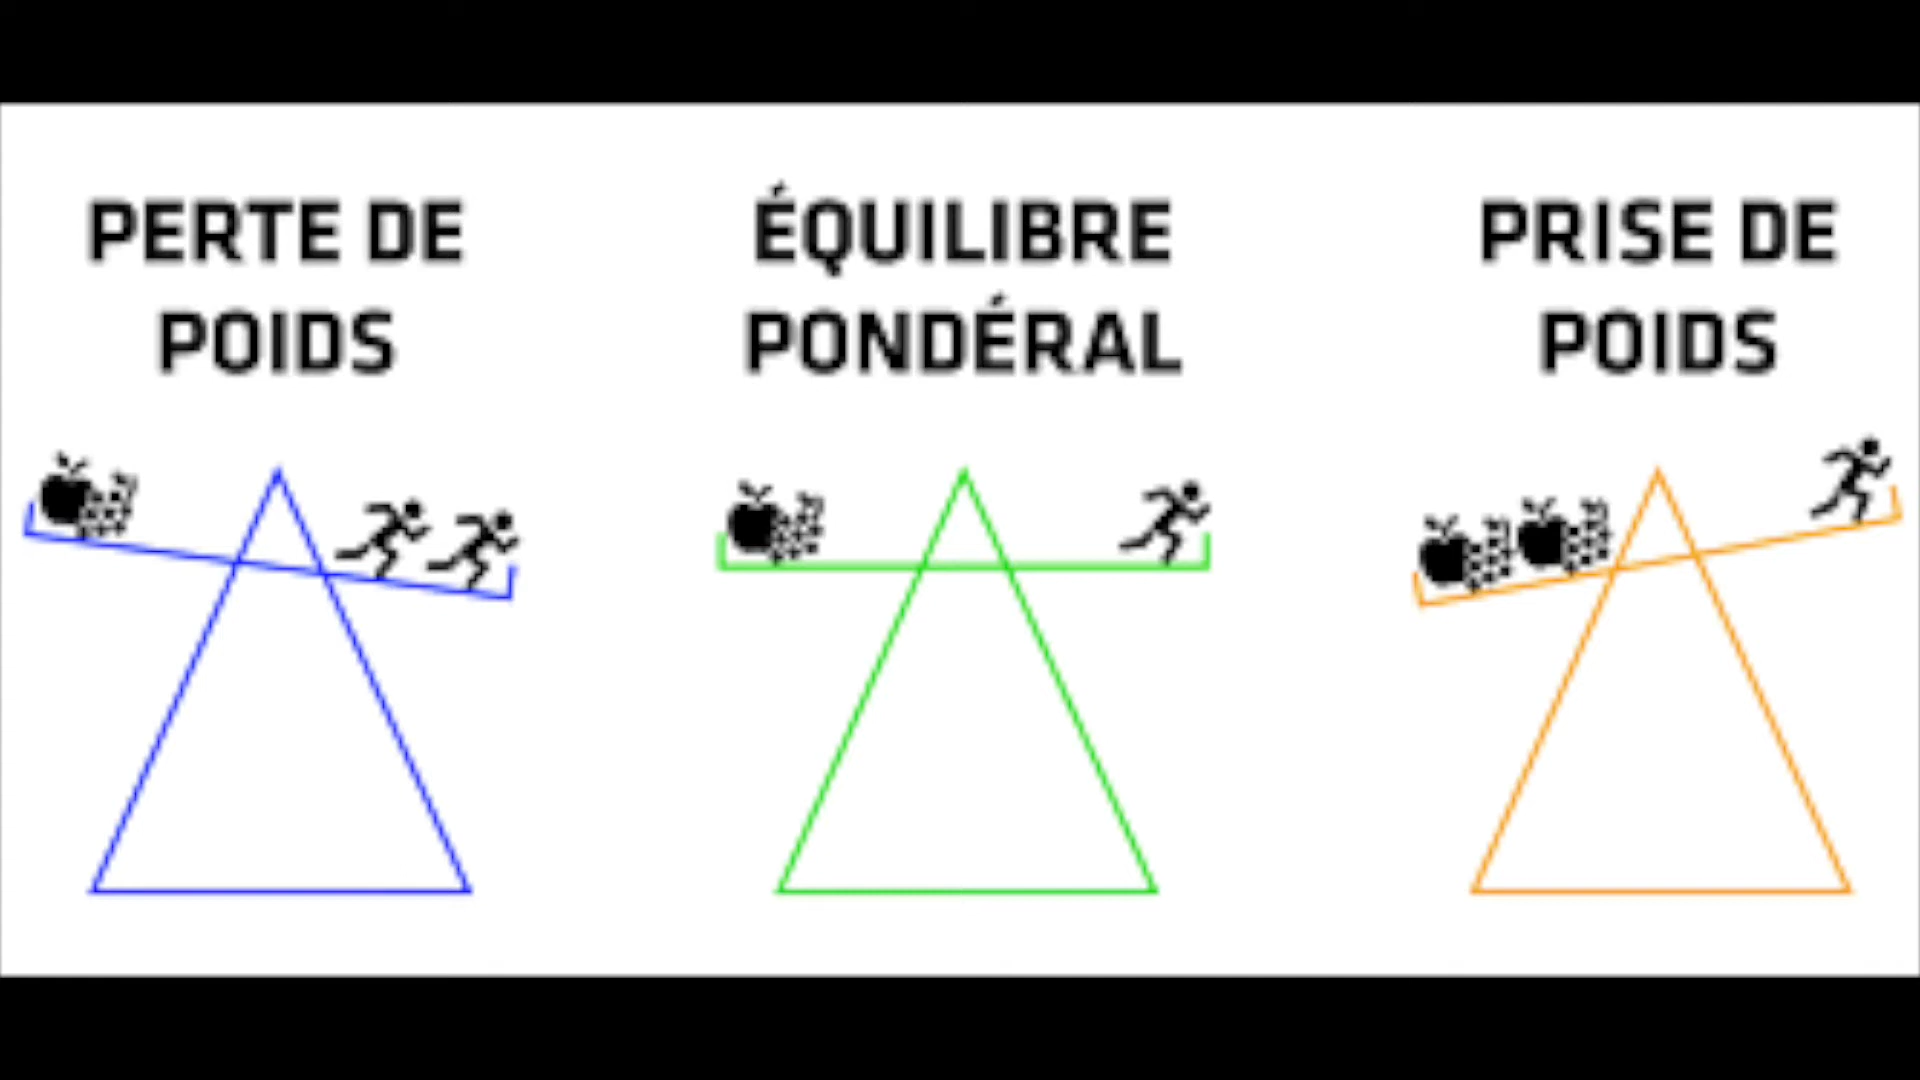 PERTE DE
POIDS
ÉQUILIBRE
PONDÉRAL
PRISE DE
POIDS